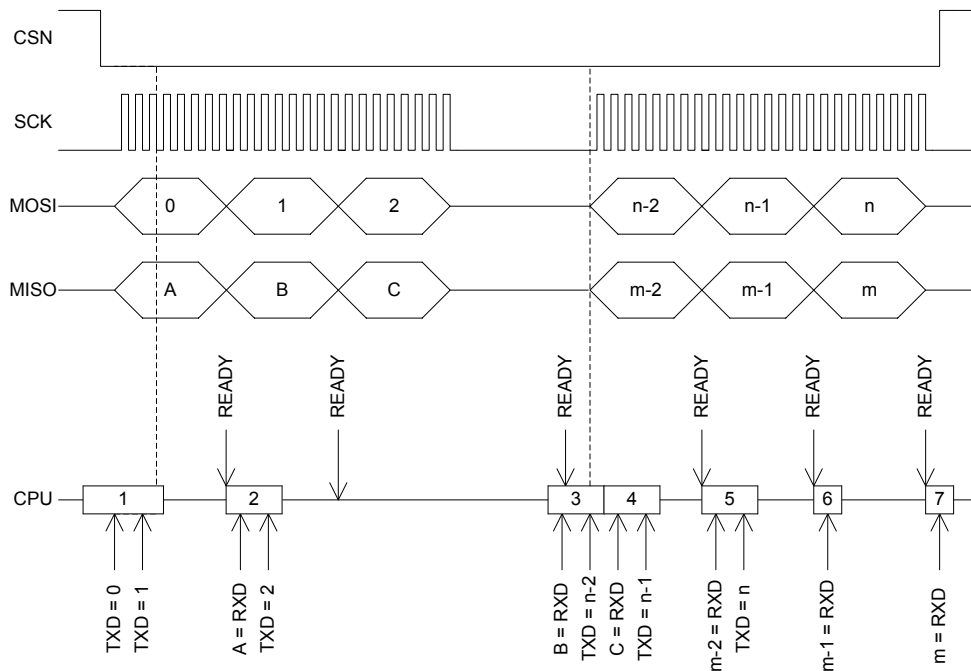 CSN
SCK
MOSI
0
1
2
n-2
n-1
n
MISO
A
B
C
m-2
m-1
m
READY
READY
READY
READY
READY
READY
CPU
1
2
3
4
5
6
7
TXD = 0
TXD = 1
A = RXD
TXD = 2
B = RXD
TXD = n-2
C = RXD
TXD = n-1
m-2 = RXD
TXD = n
m-1 = RXD
m = RXD